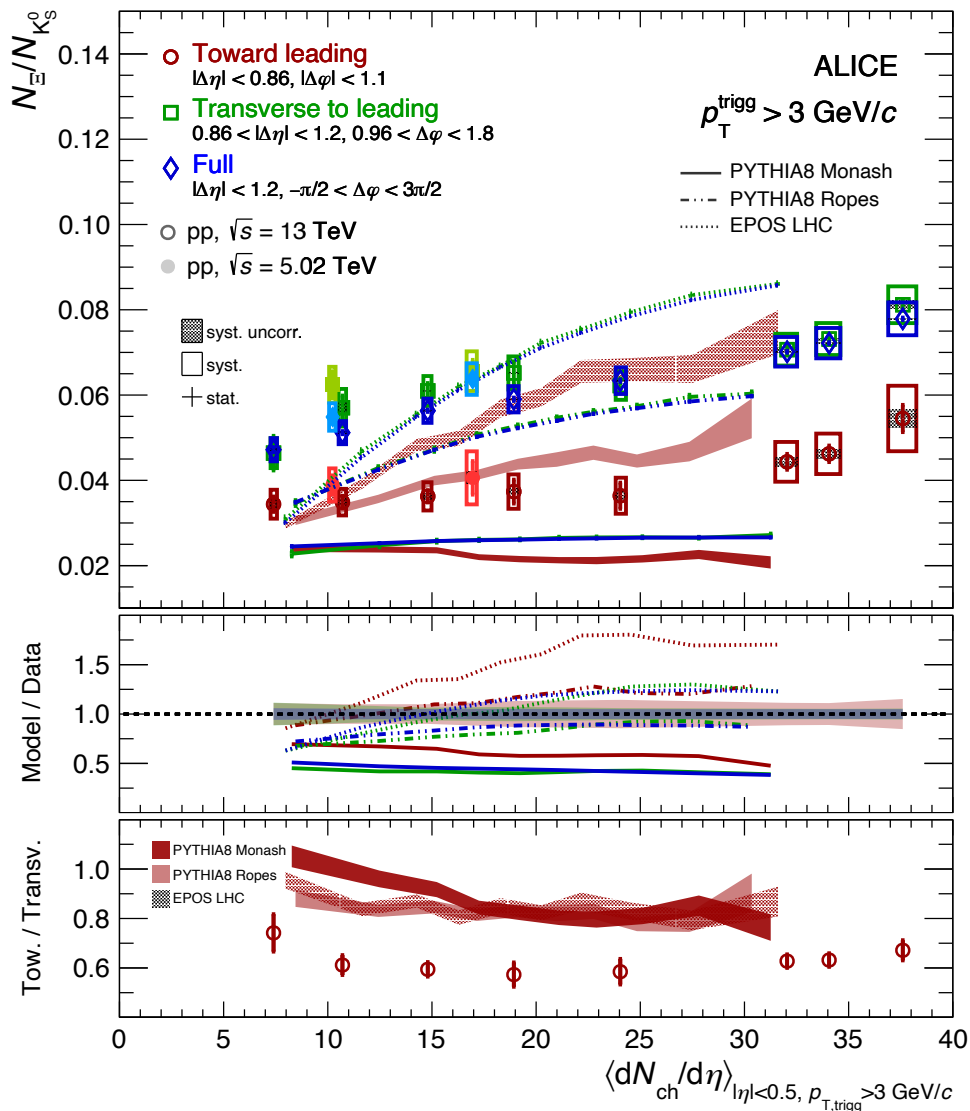 N_Ξ/N_{K^0_S}
0.14
0.12
0.10
0.08
0.06
0.04
0.02
Toward leading
|Δη| < 0.86, |Δφ| < 1.1
Transverse to leading
0.86 < |Δη| < 1.2, 0.96 < Δφ < 1.8
Full
|Δη| < 1.2, −π/2 < Δφ < 3π/2
pp, √s = 13 TeV
pp, √s = 5.02 TeV
syst. uncorr.
syst.
stat.
ALICE
p_T^trigg > 3 GeV/c
PYTHIA8 Monash
PYTHIA8 Ropes
EPOS LHC
Model / Data
1.5
1.0
0.5
Tow. / Transv.
1.0
0.8
0.6
PYTHIA8 Monash
PYTHIA8 Ropes
EPOS LHC
0 5 10 15 20 25 30 35 40
⟨dN_ch/dη⟩_{|η|<0.5, p_{T,trigg}>3 GeV/c}